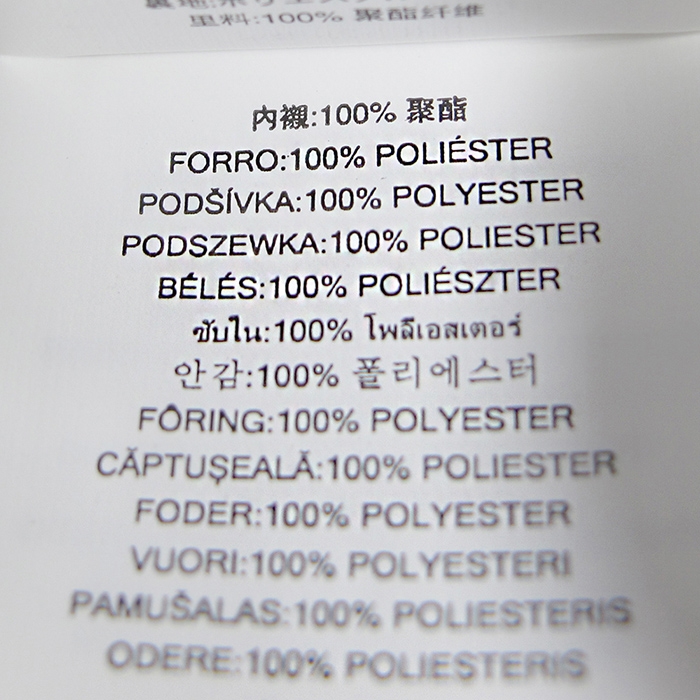 里料:100% 聚酯纤维
內襯:100% 聚酯
FORRO:100% POLIÉSTER
PODŠÍVKA:100% POLYESTER
PODSZEWKA:100% POLIESTER
BÉLÉS:100% POLIÉSZTER
ซับใน:100% โพลีเอสเตอร์
안감:100% 폴리에스터
FÔRING:100% POLYESTER
CĂPTUȘEALĂ:100% POLIESTER
FODER:100% POLYESTER
VUORI:100% POLYESTERI
PAMUŠALAS:100% POLIESTERIS
ODERE:100% POLIESTERIS